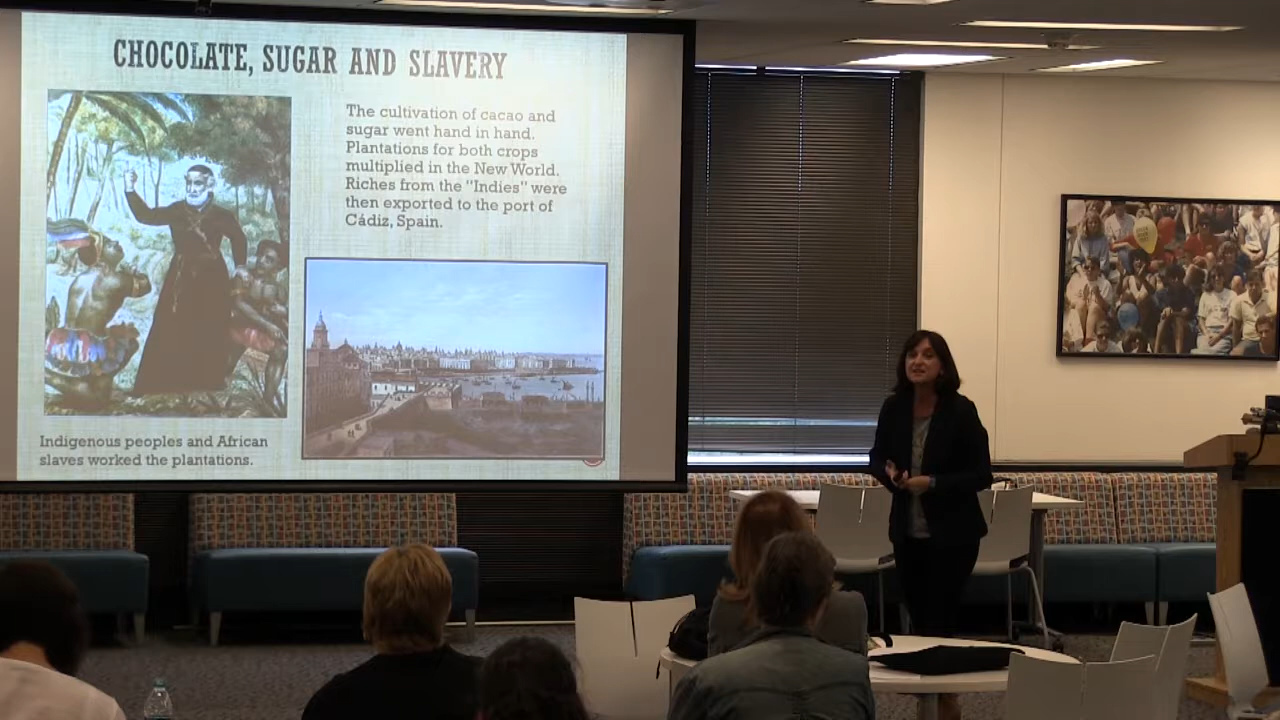 CHOCOLATE, SUGAR AND SLAVERY
The cultivation of cacao and
sugar went hand in hand.
Plantations for both crops
multiplied in the New World.
Riches from the "Indies" were
then exported to the port of
Cádiz, Spain.
Indigenous peoples and African
slaves worked the plantations.